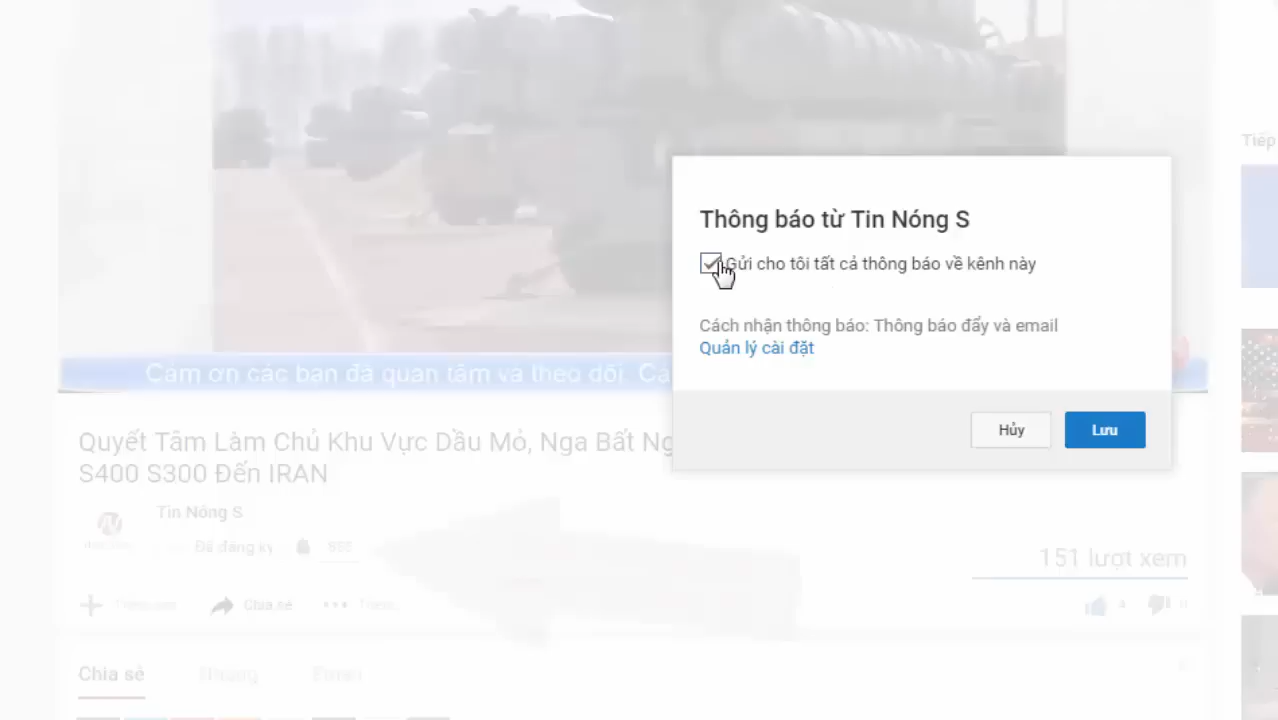 Tiếp
Thông báo từ Tin Nóng S
Gửi cho tôi tất cả thông báo về kênh này
Cách nhận thông báo: Thông báo đẩy và email
Quản lý cài đặt
Hủy
Lưu
Cảm ơn các bạn đã quan tâm và theo dõi. Cả
Quyết Tâm Làm Chủ Khu Vực Dầu Mỏ, Nga Bất Ng
S400 S300 Đến IRAN
Tin Nóng S
Đã đăng ký
151 lượt xem
Chia sẻ
4
0
Chia sẻ